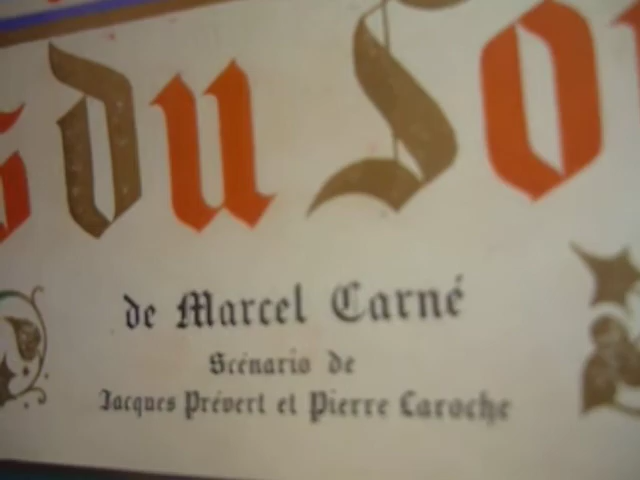 s du So
de Marcel Carné
Scénario de
Jacques Prévert et Pierre Laroche